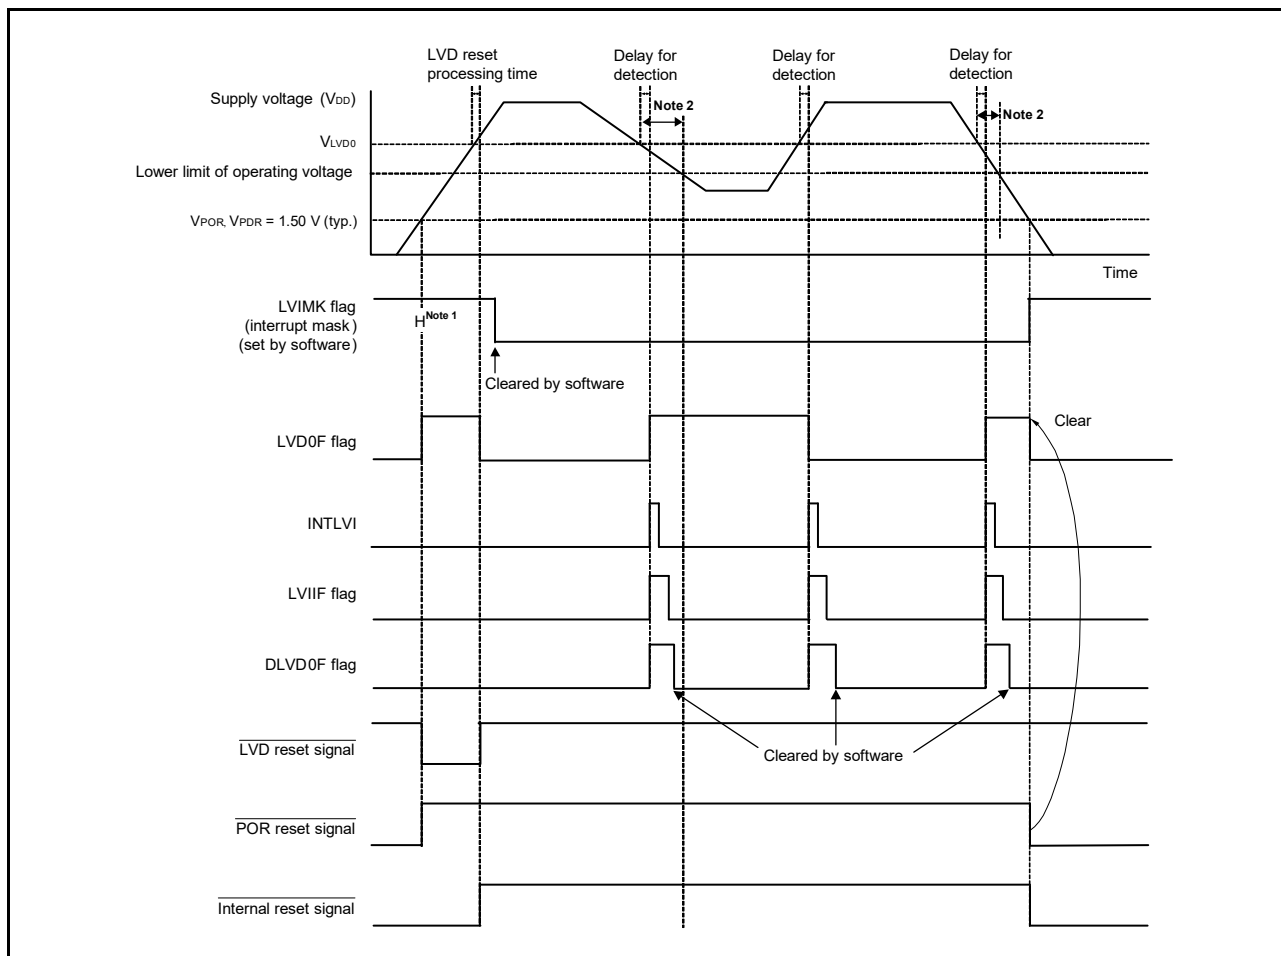 LVD reset
processing time
Delay for
detection
Delay for
detection
Delay for
detection
Supply voltage (VDD)
Note 2
Note 2
VLVD0
Lower limit of operating voltage
VPOR, VPDR = 1.50 V (typ.)
Time
LVIMK flag
(interrupt mask)
(set by software)
H Note 1
Cleared by software
LVD0F flag
Clear
INTLVI
LVIIF flag
DLVD0F flag
LVD reset signal
Cleared by software
POR reset signal
Internal reset signal